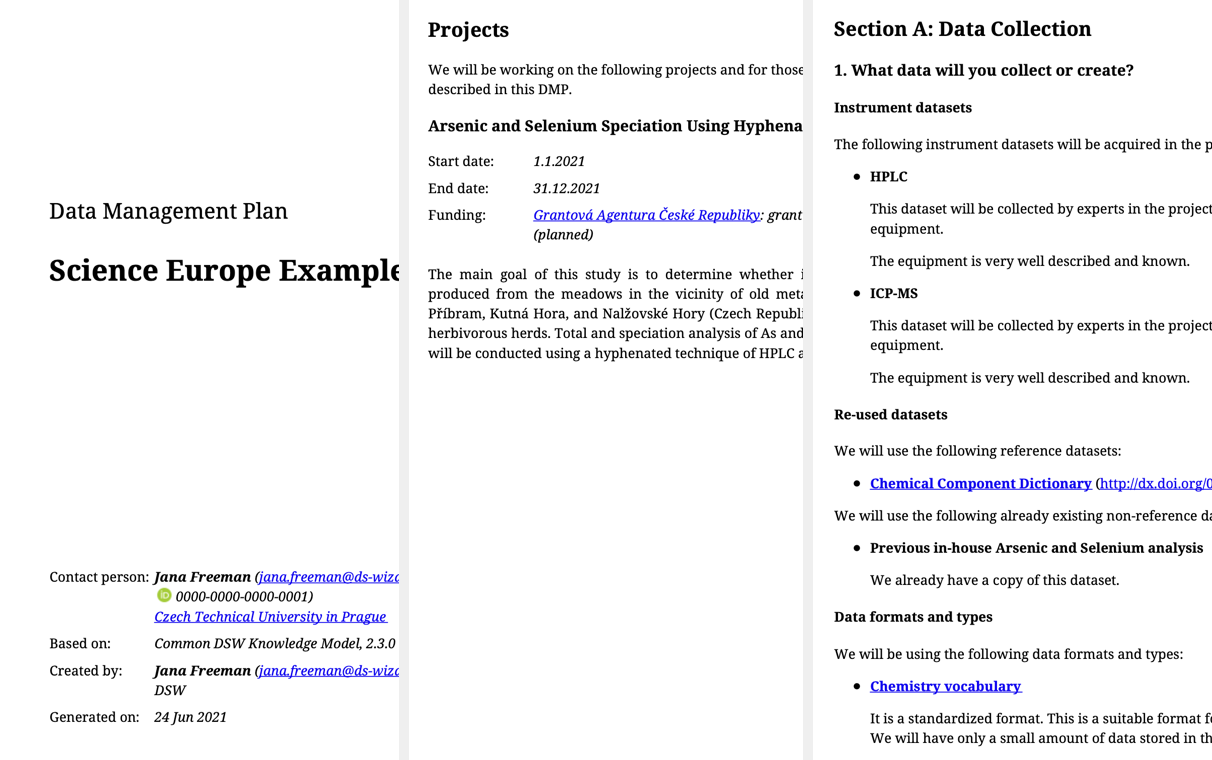 Data Management Plan
Science Europe Example
Contact person: Jana Freeman (jana.freeman@ds-wiza
0000-0000-0000-0001)
Czech Technical University in Prague
Based on: Common DSW Knowledge Model, 2.3.0
Created by: Jana Freeman (jana.freeman@ds-wiza
DSW
Generated on: 24 Jun 2021
Projects
We will be working on the following projects and for those
described in this DMP.
Arsenic and Selenium Speciation Using Hyphena
Start date: 1.1.2021
End date: 31.12.2021
Funding: Grantová Agentura České Republiky: grant
(planned)
The main goal of this study is to determine whether i
produced from the meadows in the vicinity of old meta
Příbram, Kutná Hora, and Nalžovské Hory (Czech Republi
herbivorous herds. Total and speciation analysis of As and
will be conducted using a hyphenated technique of HPLC a
Section A: Data Collection
1. What data will you collect or create?
Instrument datasets
The following instrument datasets will be acquired in the p
• HPLC
This dataset will be collected by experts in the project
equipment.
The equipment is very well described and known.
• ICP-MS
This dataset will be collected by experts in the project
equipment.
The equipment is very well described and known.
Re-used datasets
We will use the following reference datasets:
• Chemical Component Dictionary (http://dx.doi.org/0
We will use the following already existing non-reference da
• Previous in-house Arsenic and Selenium analysis
We already have a copy of this dataset.
Data formats and types
We will be using the following data formats and types:
• Chemistry vocabulary
It is a standardized format. This is a suitable format fo
We will have only a small amount of data stored in th